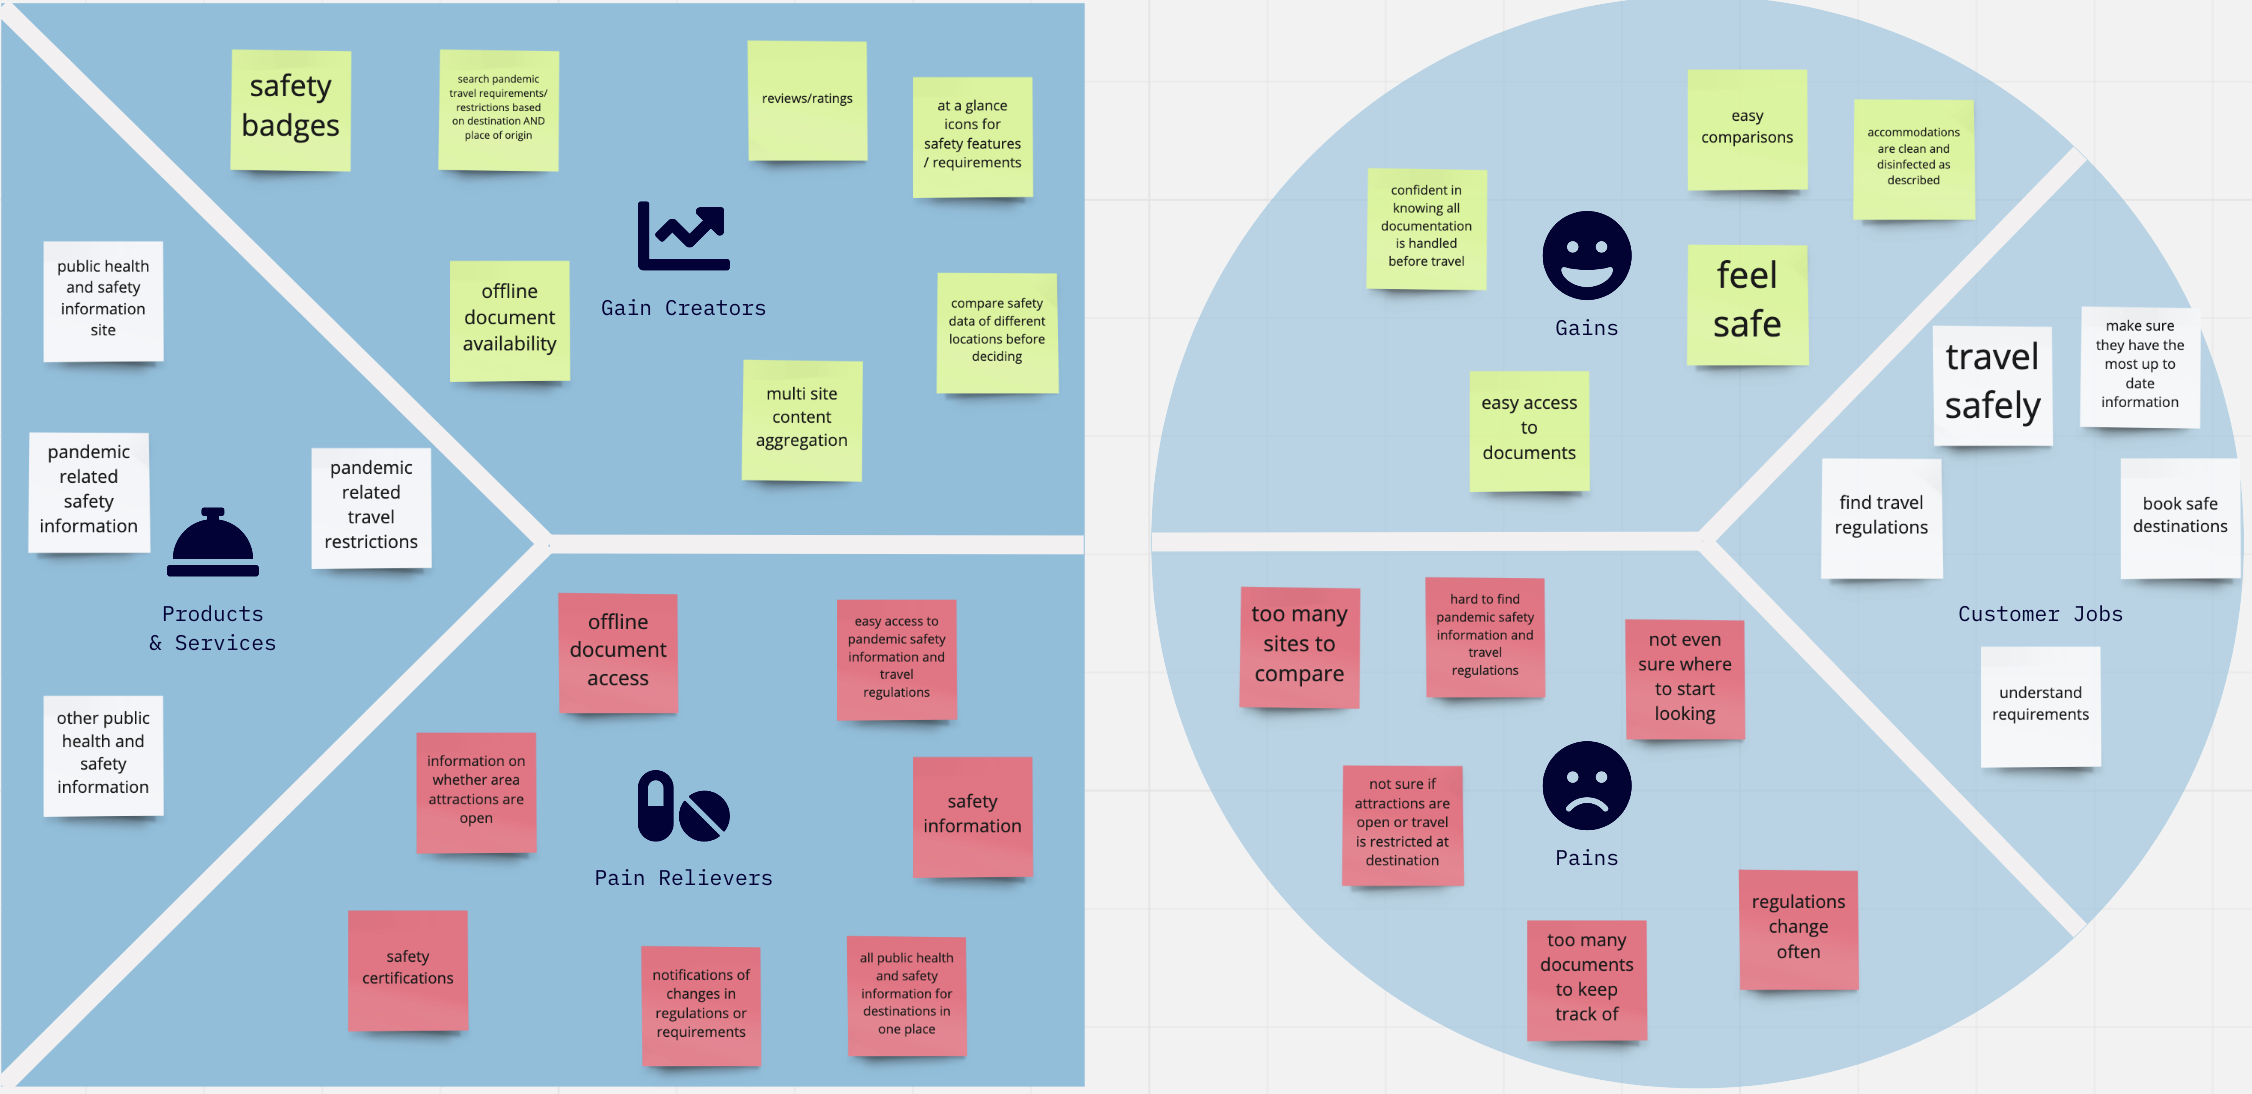 safety
badges
search pandemic
travel requirements/
restrictions based
on destination AND
place of origin
reviews/ratings
at a glance
icons for
safety features
/ requirements
offline
document
availability
Gain Creators
compare safety
data of different
locations before
deciding
multi site
content
aggregation
public health
and safety
information
site
pandemic
related
safety
information
pandemic
related
travel
restrictions
Products
& Services
other public
health and
safety
information
offline
document
access
easy access to
pandemic safety
information and
travel
regulations
information on
whether area
attractions are
open
safety
information
Pain Relievers
safety
certifications
notifications of
changes in
regulations or
requirements
all public health
and safety
information for
destinations in
one place
easy
comparisons
accommodations
are clean and
disinfected as
described
confident in
knowing all
documentation
is handled
before travel
Gains
feel
safe
easy access
to
documents
travel
safely
make sure
they have the
most up to
date
information
find travel
regulations
book safe
destinations
Customer Jobs
understand
requirements
too many
sites to
compare
hard to find
pandemic safety
information and
travel
regulations
not even
sure where
to start
looking
not sure if
attractions are
open or travel
is restricted at
destination
Pains
too many
documents
to keep
track of
regulations
change
often